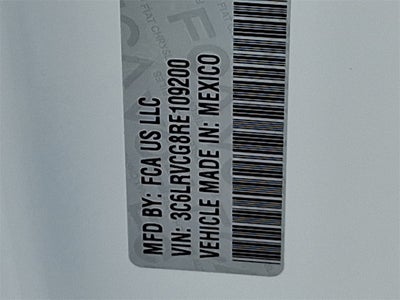 MFD BY: FCA US LLC
VIN: 3C6LRVCG8RE109200
VEHICLE MADE IN: MEXICO